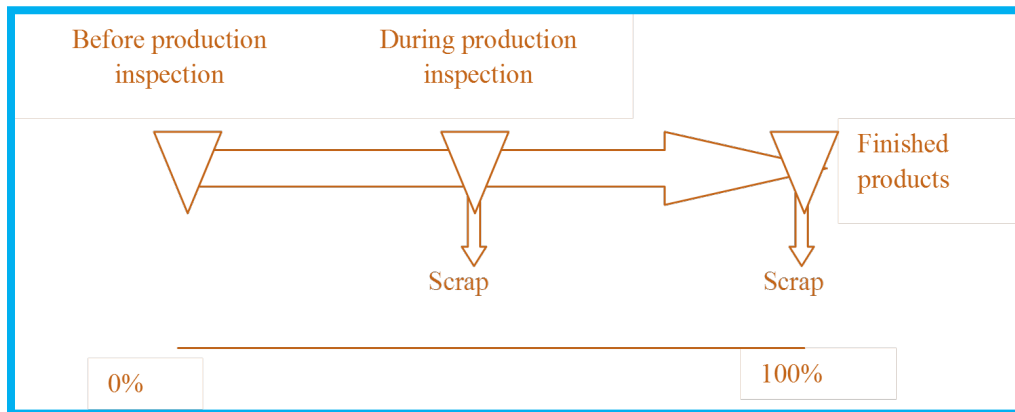 Before production
inspection
During production
inspection
Finished
products
Scrap
Scrap
0%
100%